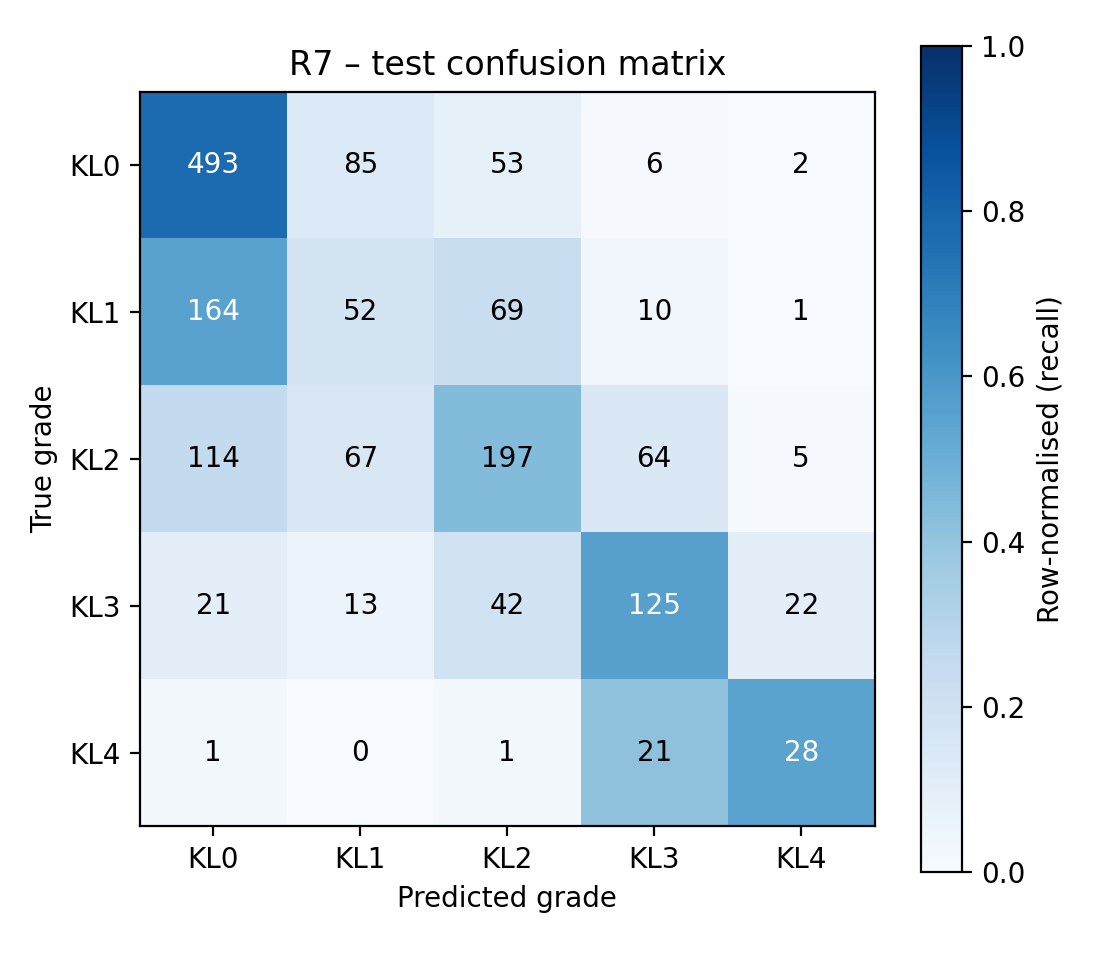 R7 – test confusion matrix
KL0 493 85 53 6 2
KL1 164 52 69 10 1
KL2 114 67 197 64 5
KL3 21 13 42 125 22
KL4 1 0 1 21 28
KL0 KL1 KL2 KL3 KL4
Predicted grade
True grade
1.0
0.8
0.6
0.4
0.2
0.0
Row-normalised (recall)